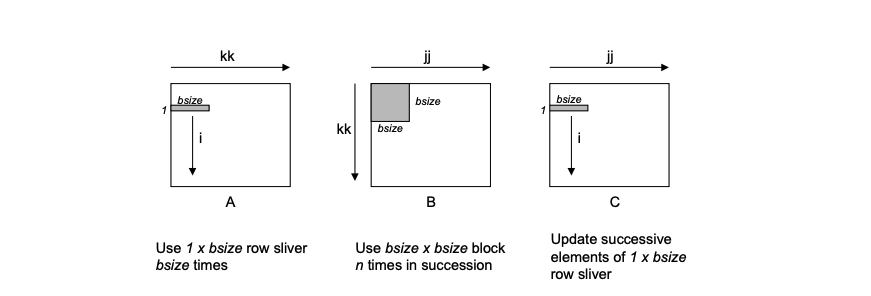 kk
jj
jj
bsize
1
i
kk
bsize
bsize
bsize
1
i
A
B
C
Use 1 x bsize row sliver
bsize times
Use bsize x bsize block
n times in succession
Update successive
elements of 1 x bsize
row sliver